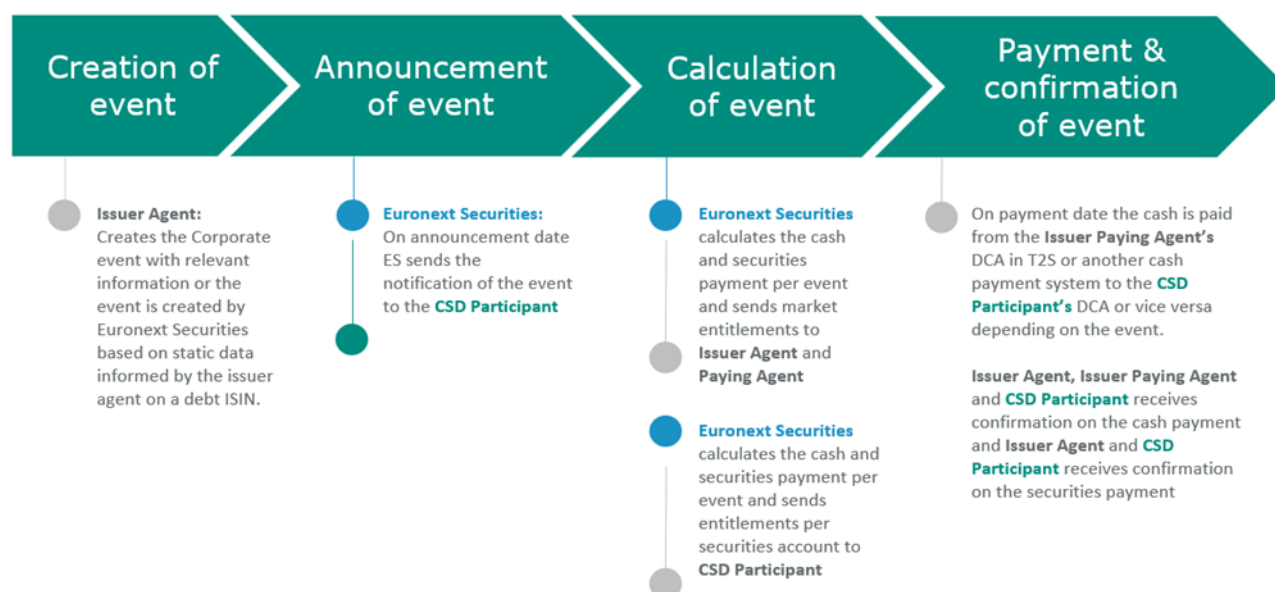 Creation of
event
Announcement
of event
Calculation
of event
Payment &
confirmation
of event
Issuer Agent:
Creates the Corporate
event with relevant
information or the
event is created by
Euronext Securities
based on static data
informed by the issuer
agent on a debt ISIN.
Euronext Securities:
On announcement date
ES sends the
notification of the event
to the CSD Participant
Euronext Securities
calculates the cash
and securities
payment per event
and sends market
entitlements to
Issuer Agent and
Paying Agent
Euronext Securities
calculates the cash and
securities payment per
event and sends
entitlements per
securities account to
CSD Participant
On payment date the cash is paid
from the Issuer Paying Agent's
DCA in T2S or another cash
payment system to the CSD
Participant's DCA or vice versa
depending on the event.
Issuer Agent, Issuer Paying Agent
and CSD Participant receives
confirmation on the cash payment
and Issuer Agent and CSD
Participant receives confirmation
on the securities payment